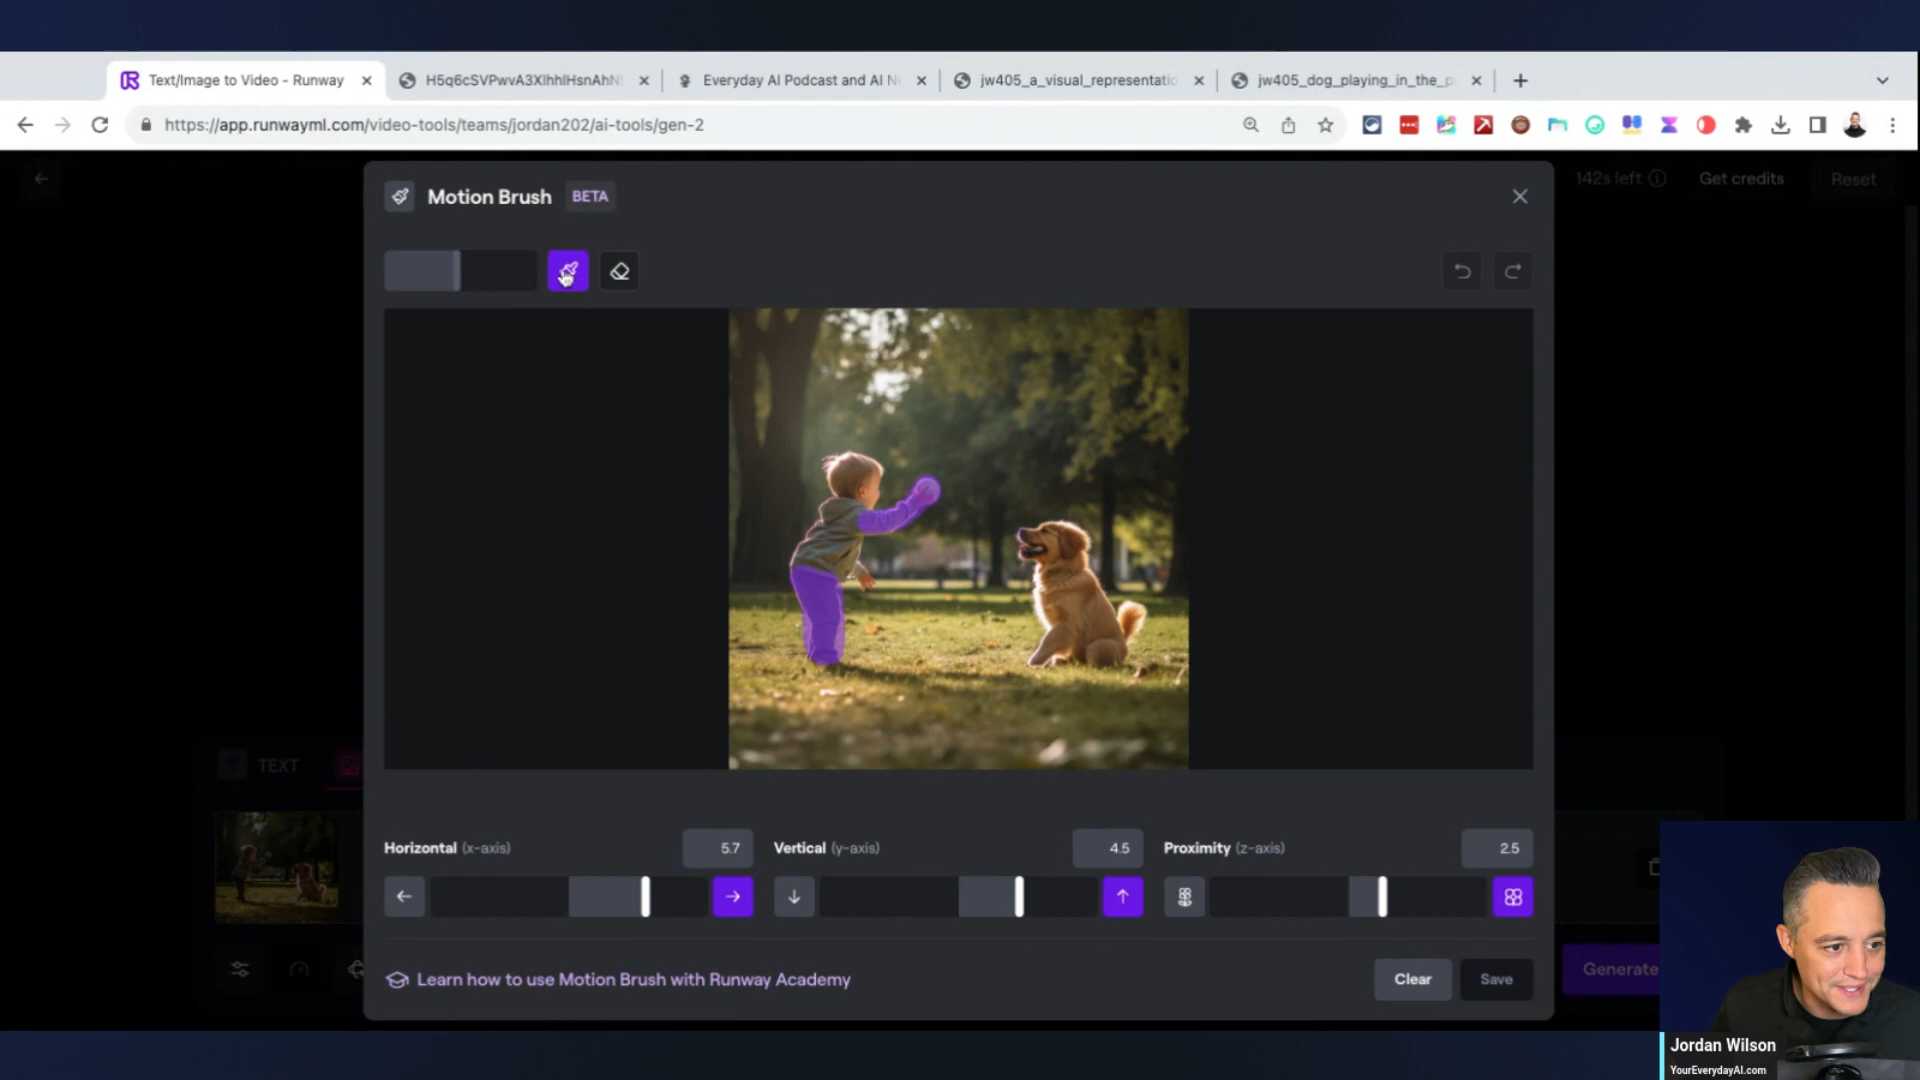 Text/Image to Video - Runway
H5q6cSVPwvA3XlhhlHsnAhN
Everyday AI Podcast and AI N
jw405_a_visual_representatio
jw405_dog_playing_in_the_p
https://app.runwayml.com/video-tools/teams/jordan202/ai-tools/gen-2
Motion Brush BETA
142s left
Get credits
Reset
TEXT
Horizontal (x-axis) 5.7
Vertical (y-axis) 4.5
Proximity (z-axis) 2.5
Learn how to use Motion Brush with Runway Academy
Clear
Save
Generate
Jordan Wilson
YourEverydayAI.com